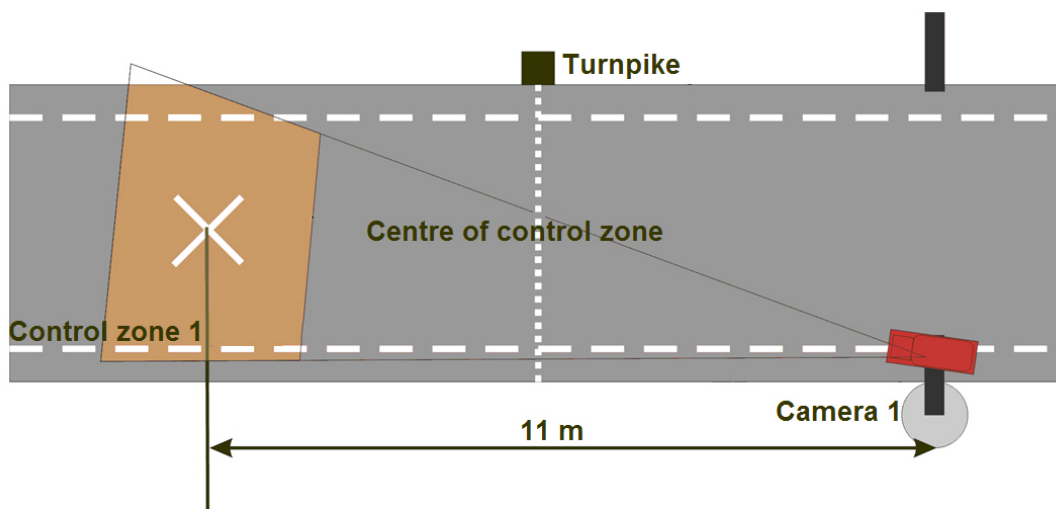 Turnpike
Centre of control zone
Control zone 1
Camera 1
11 m